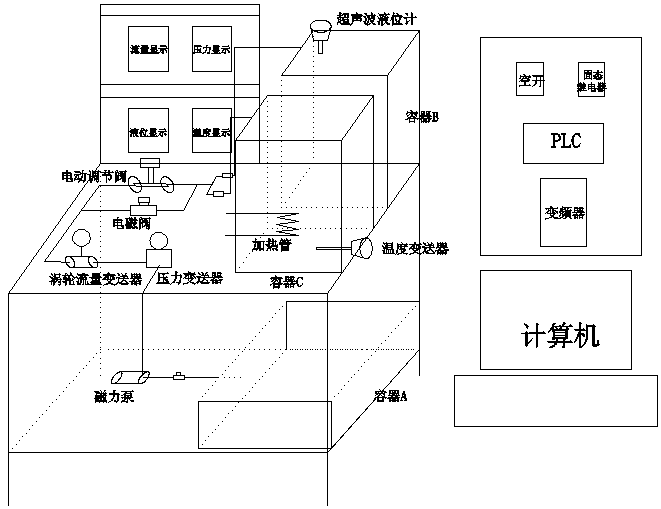 超声波液位计
流量显示
压力显示
空开
固态
继电器
液位显示
温度显示
容器B
PLC
电动调节阀
电磁阀
变频器
加热管
温度变送器
涡轮流量变送器
压力变送器
容器C
计算机
磁力泵
容器A